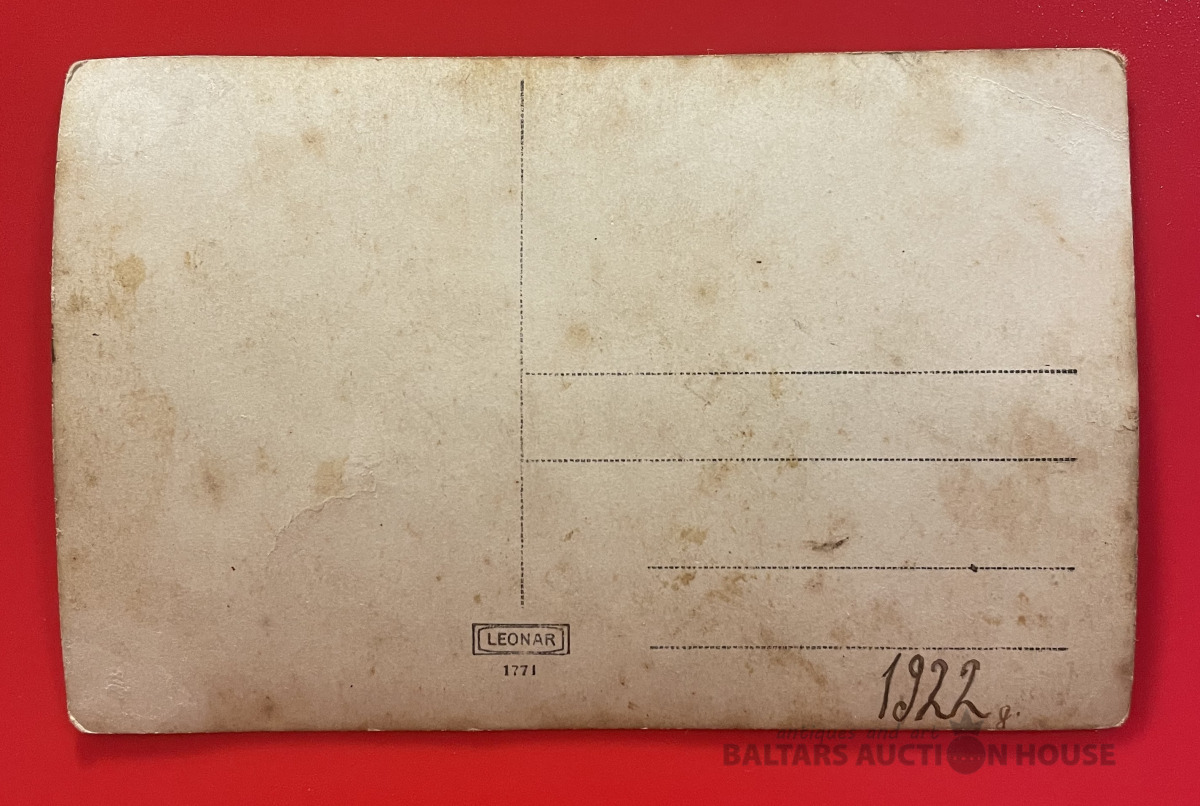 LEONAR
1771
1922 g.
antiques and art
BALTARS AUCTION HOUSE